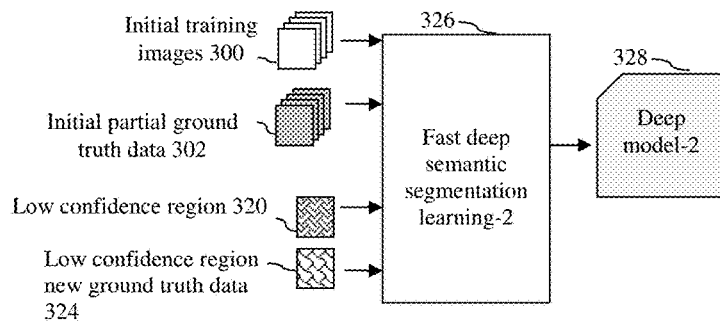 Initial training
images 300
Initial partial ground
truth data 302
Low confidence region 320
Low confidence region
new ground truth data
324
326
Fast deep
semantic
segmentation
learning-2
328
Deep
model-2